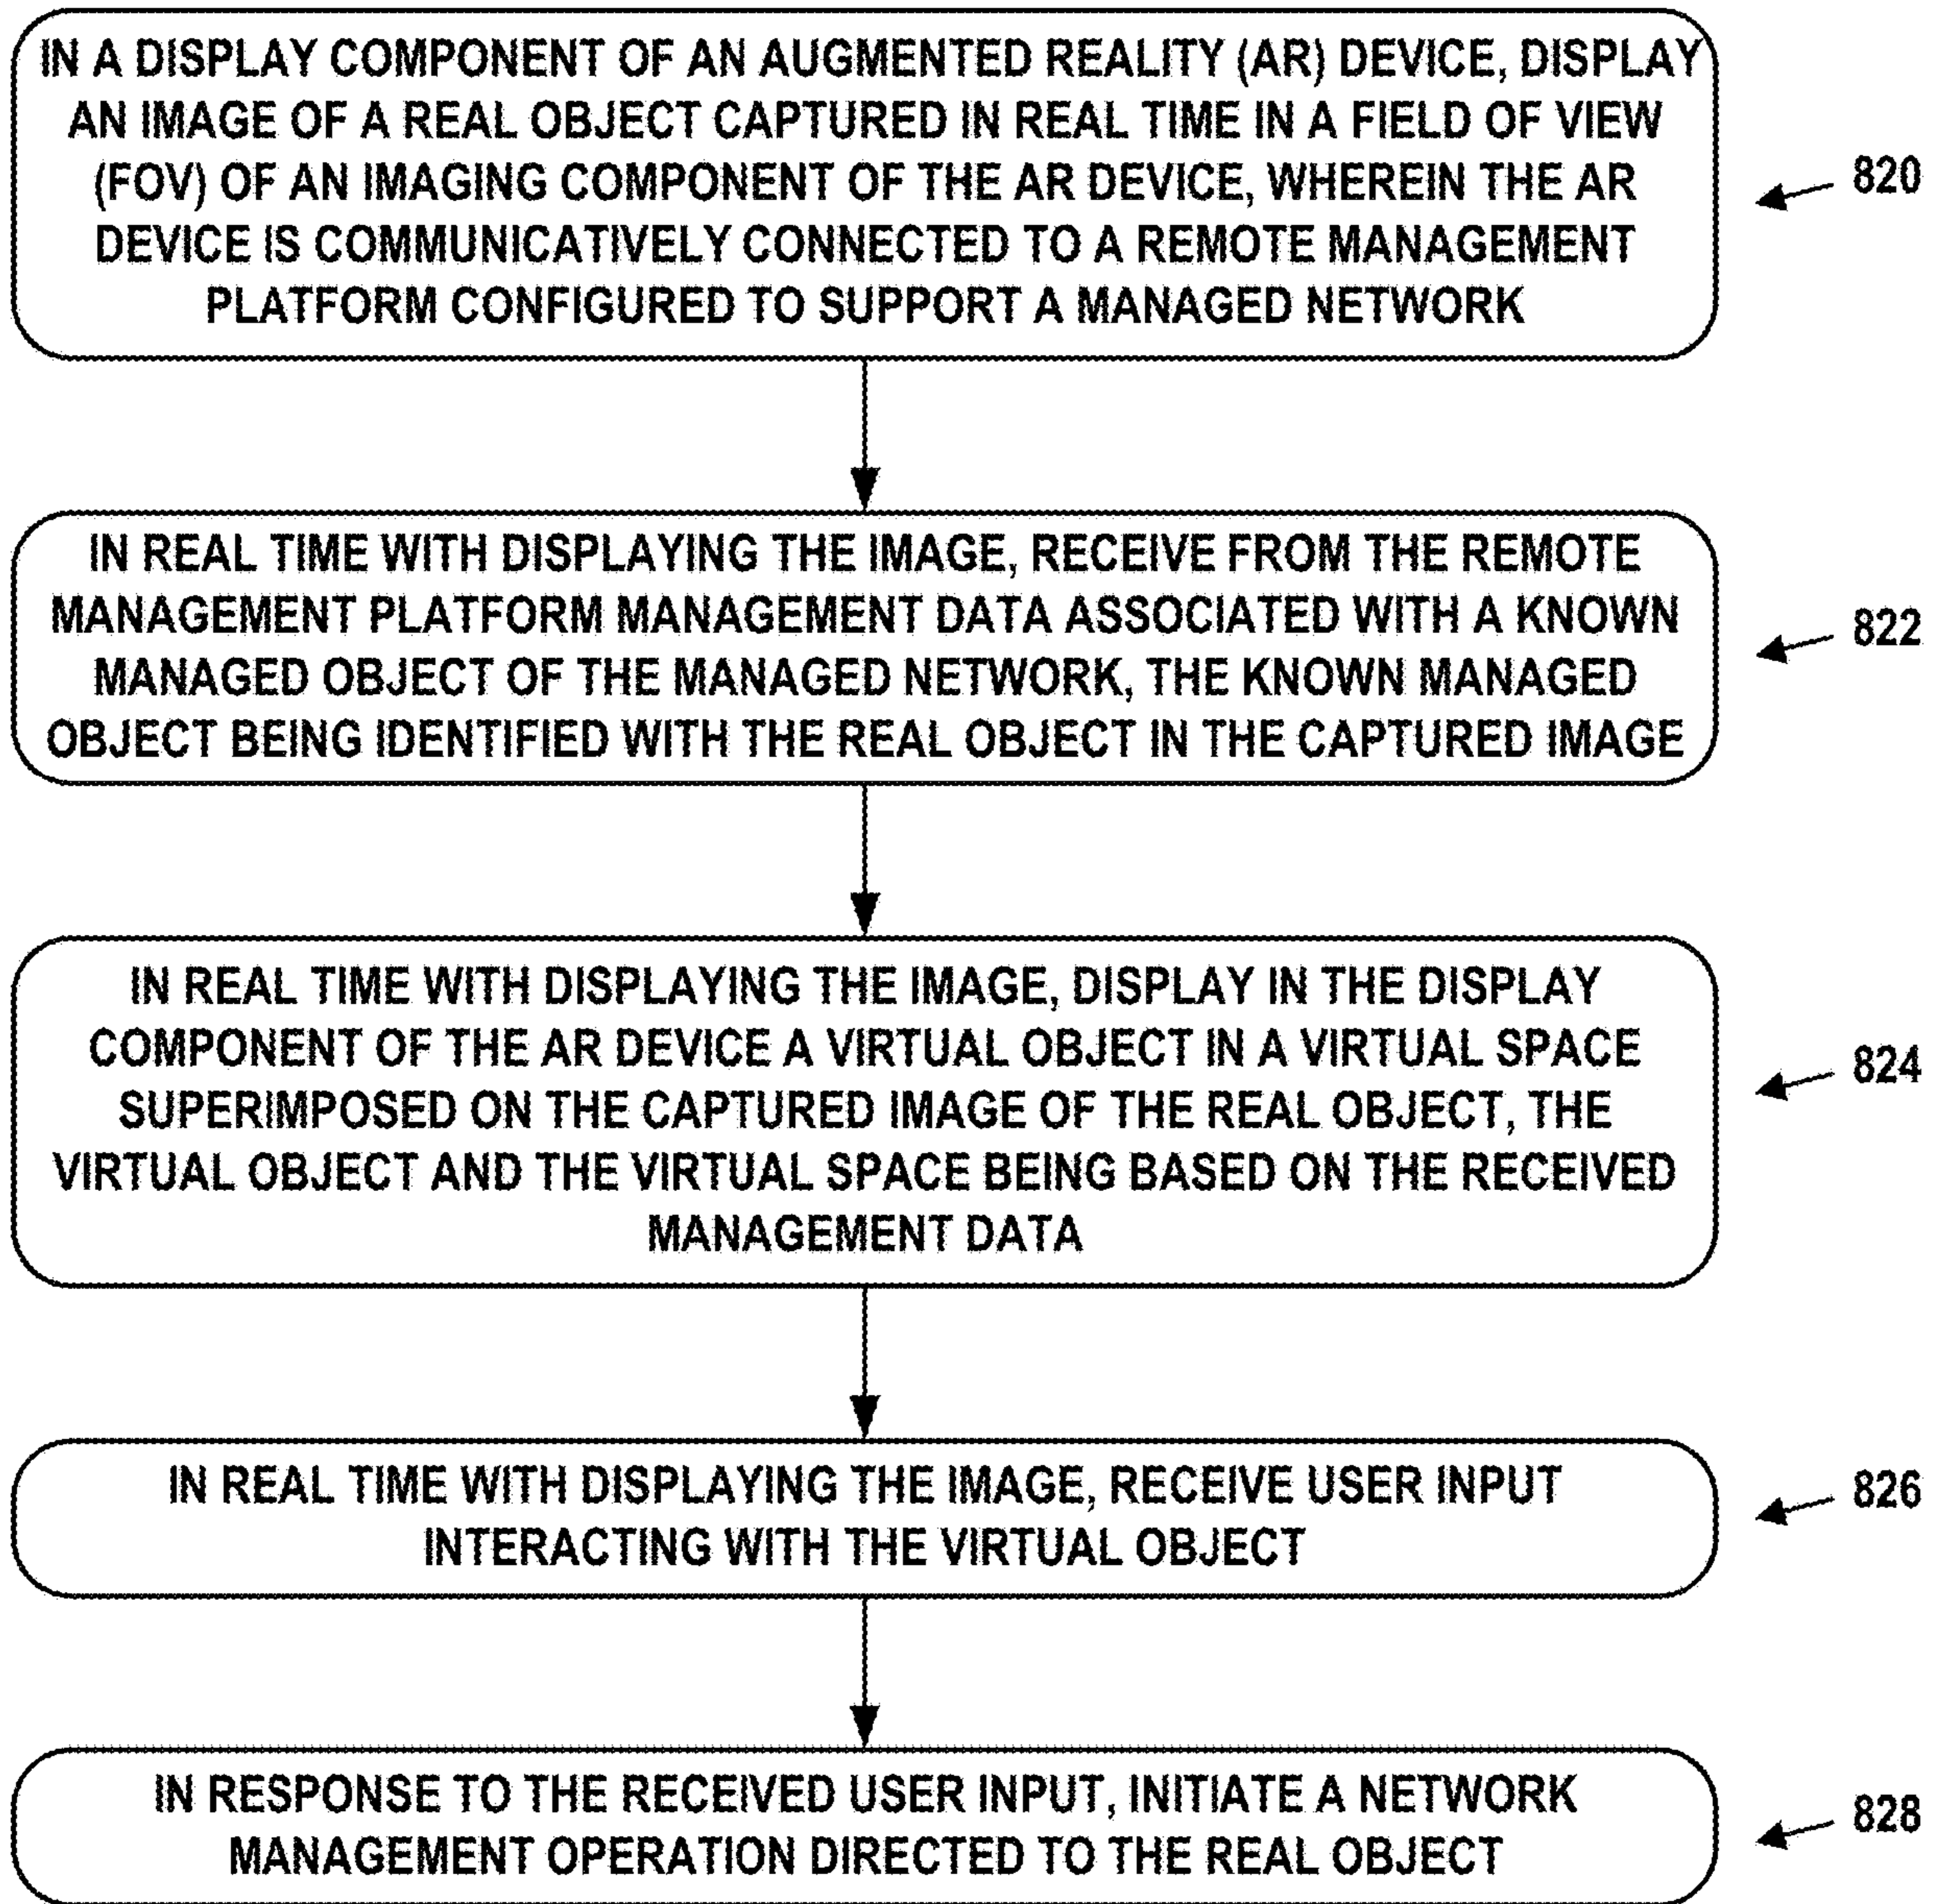 IN A DISPLAY COMPONENT OF AN AUGMENTED REALITY (AR) DEVICE, DISPLAY
AN IMAGE OF A REAL OBJECT CAPTURED IN REAL TIME IN A FIELD OF VIEW
(FOV) OF AN IMAGING COMPONENT OF THE AR DEVICE, WHEREIN THE AR
DEVICE IS COMMUNICATIVELY CONNECTED TO A REMOTE MANAGEMENT
PLATFORM CONFIGURED TO SUPPORT A MANAGED NETWORK
820
IN REAL TIME WITH DISPLAYING THE IMAGE, RECEIVE FROM THE REMOTE
MANAGEMENT PLATFORM MANAGEMENT DATA ASSOCIATED WITH A KNOWN
MANAGED OBJECT OF THE MANAGED NETWORK, THE KNOWN MANAGED
OBJECT BEING IDENTIFIED WITH THE REAL OBJECT IN THE CAPTURED IMAGE
822
IN REAL TIME WITH DISPLAYING THE IMAGE, DISPLAY IN THE DISPLAY
COMPONENT OF THE AR DEVICE A VIRTUAL OBJECT IN A VIRTUAL SPACE
SUPERIMPOSED ON THE CAPTURED IMAGE OF THE REAL OBJECT, THE
VIRTUAL OBJECT AND THE VIRTUAL SPACE BEING BASED ON THE RECEIVED
MANAGEMENT DATA
824
IN REAL TIME WITH DISPLAYING THE IMAGE, RECEIVE USER INPUT
INTERACTING WITH THE VIRTUAL OBJECT
826
IN RESPONSE TO THE RECEIVED USER INPUT, INITIATE A NETWORK
MANAGEMENT OPERATION DIRECTED TO THE REAL OBJECT
828